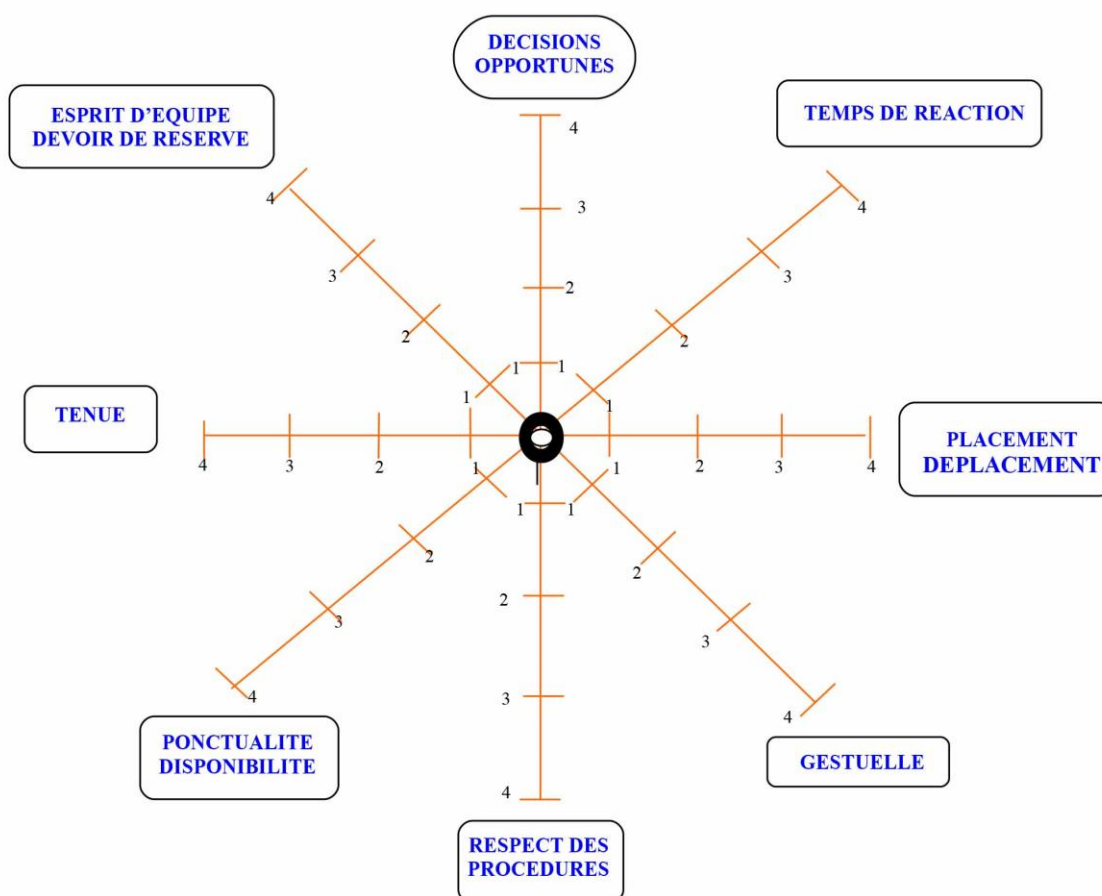 DECISIONS
OPPORTUNES
ESPRIT D'EQUIPE
DEVOIR DE RESERVE
TEMPS DE REACTION
4
4
4
3
3
3
2
2
2
1
1
1
1
TENUE
PLACEMENT
DEPLACEMENT
4
3
2
1
1
2
3
4
1
1
2
2
2
3
3
3
4
4
4
PONCTUALITE
DISPONIBILITE
GESTUELLE
RESPECT DES
PROCEDURES